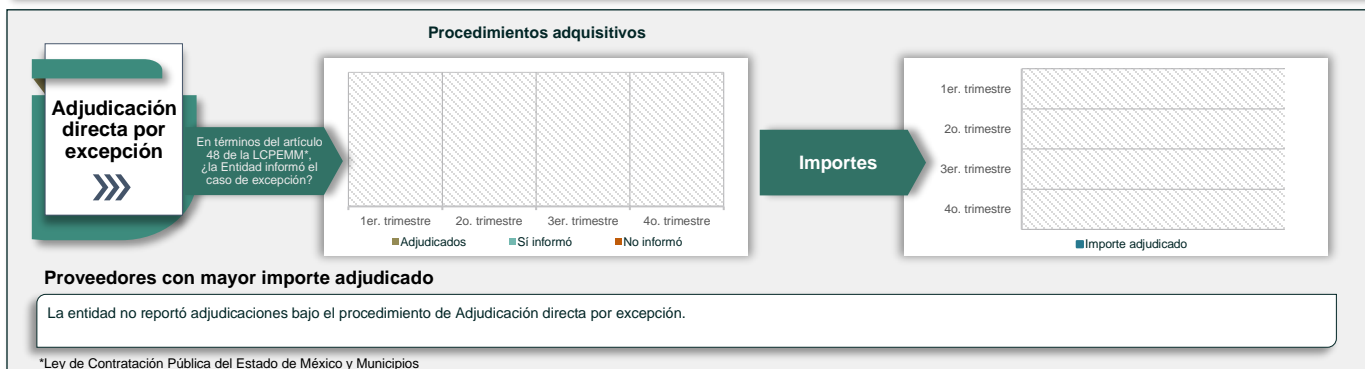 Procedimientos adquisitivos
Adjudicación
directa por
excepción
En términos del artículo
48 de la LCPEMM*,
¿la Entidad informó el
caso de excepción?
1er. trimestre 2o. trimestre 3er. trimestre 4o. trimestre
Adjudicados Sí informó No informó
Importes
1er. trimestre
2o. trimestre
3er. trimestre
4o. trimestre
Importe adjudicado
Proveedores con mayor importe adjudicado
La entidad no reportó adjudicaciones bajo el procedimiento de Adjudicación directa por excepción.
*Ley de Contratación Pública del Estado de México y Municipios